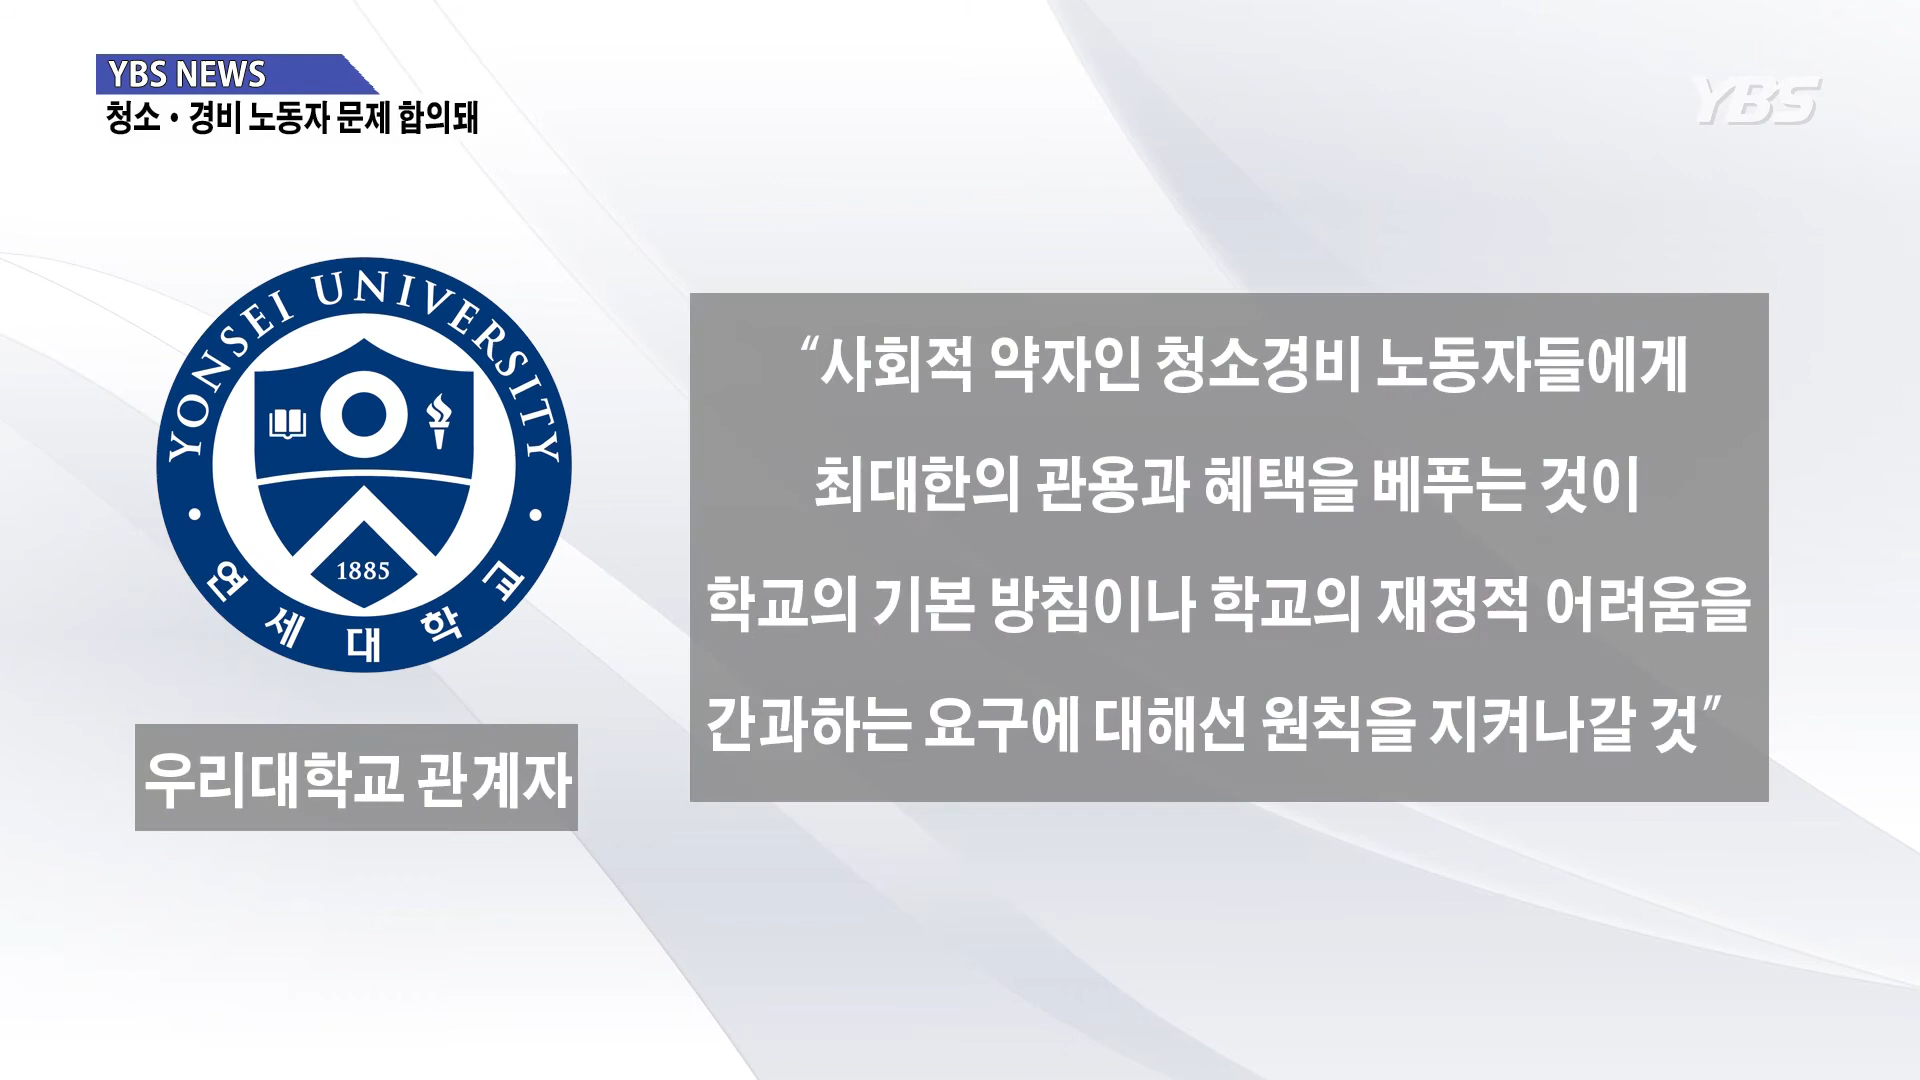 YBS NEWS
청소·경비 노동자 문제 합의돼
YBS
YONSEI UNIVERSITY
1885
연세대학교
우리대학교 관계자
“사회적 약자인 청소경비 노동자들에게
최대한의 관용과 혜택을 베푸는 것이
학교의 기본 방침이나 학교의 재정적 어려움을
간과하는 요구에 대해선 원칙을 지켜나갈 것”